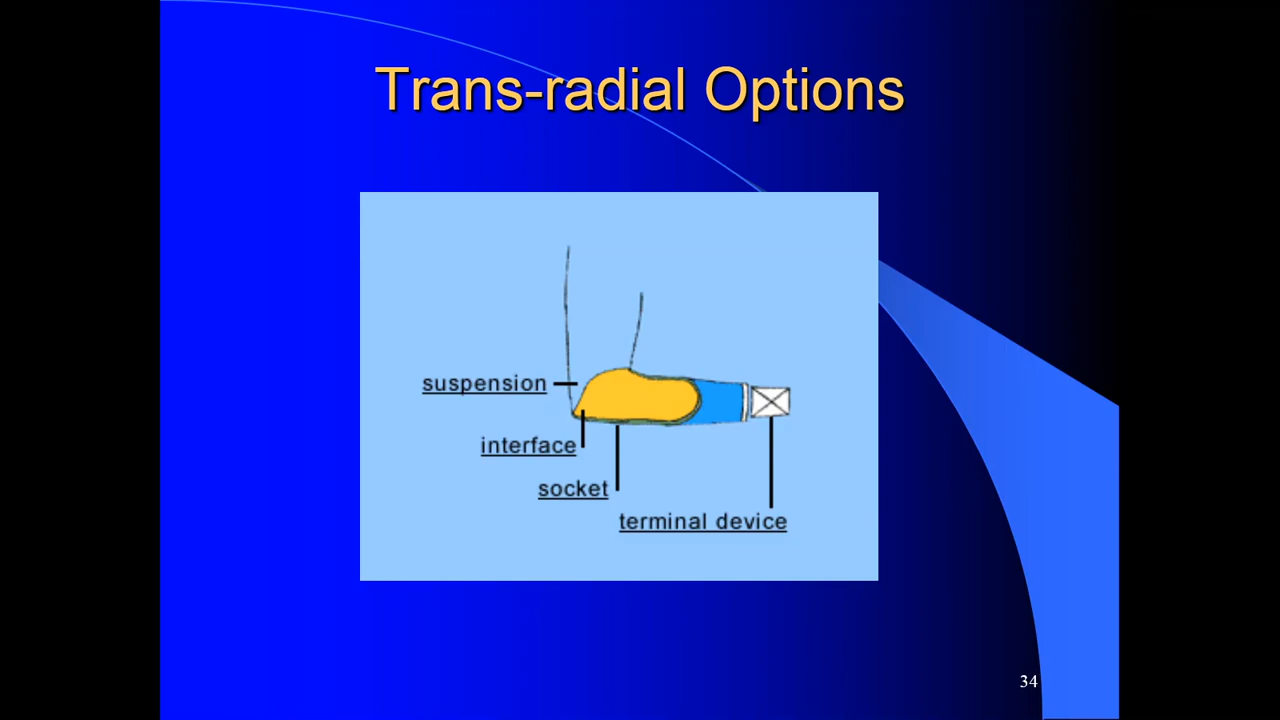 Trans-radial Options
suspension
interface
socket
terminal device
34